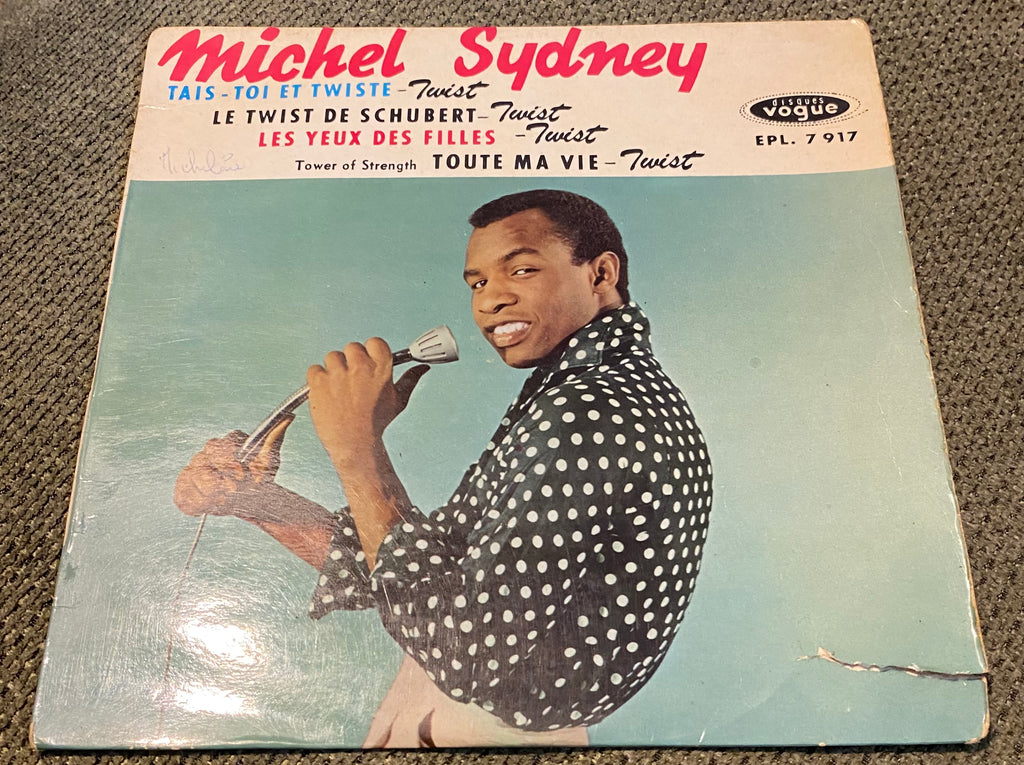 Michel Sydney
TAIS-TOI ET TWISTE - Twist
LE TWIST DE SCHUBERT - Twist
LES YEUX DES FILLES - Twist
Tower of Strength TOUTE MA VIE - Twist
disques
vogue
EPL. 7 917